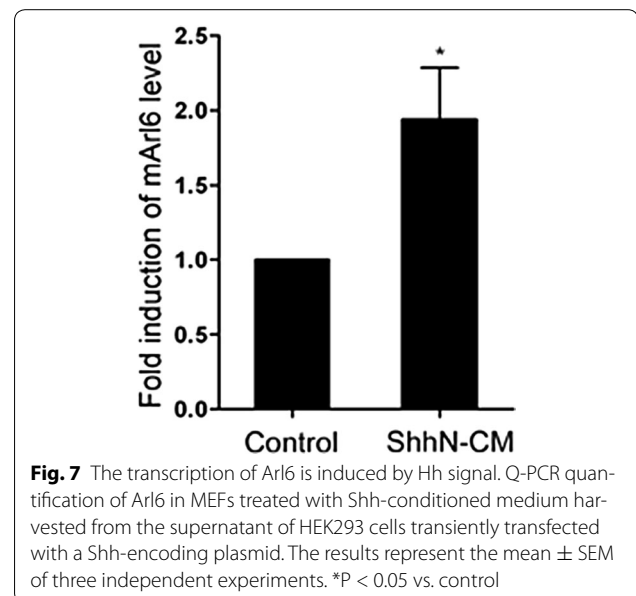 2.5
2.0
1.5
1.0
0.5
0.0
Fold induction of mArl6 level
*
Control ShhN-CM
Fig. 7 The transcription of Arl6 is induced by Hh signal. Q-PCR quan-
tification of Arl6 in MEFs treated with Shh-conditioned medium har-
vested from the supernatant of HEK293 cells transiently transfected
with a Shh-encoding plasmid. The results represent the mean ± SEM
of three independent experiments. *P < 0.05 vs. control